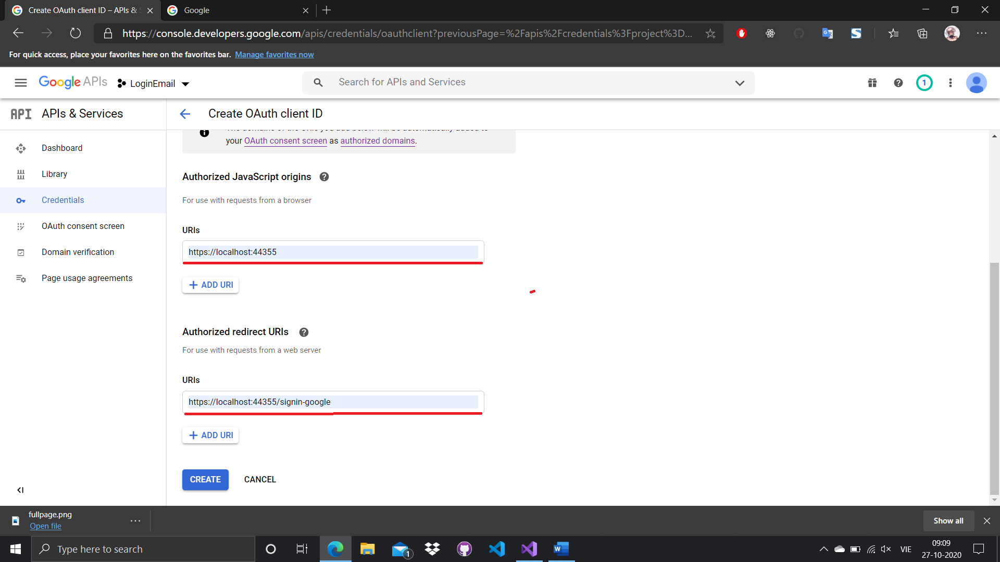 Create OAuth client ID – APIs &
Google
https://console.developers.google.com/apis/credentials/oauthclient?previousPage=%2Fapis%2Fcredentials%3Fproject%3D...
For quick access, place your favorites here on the favorites bar. Manage favorites now
Google APIs
LoginEmail
Search for APIs and Services
1
API APIs & Services
Create OAuth client ID
Dashboard
Library
Credentials
OAuth consent screen
Domain verification
Page usage agreements
your OAuth consent screen as authorized domains.
Authorized JavaScript origins
For use with requests from a browser
URIs
https://localhost:44355
+ ADD URI
Authorized redirect URIs
For use with requests from a web server
URIs
https://localhost:44355/signin-google
+ ADD URI
CREATE
CANCEL
fullpage.png
Open file
Show all
Type here to search
1
VIE
09:09
27-10-2020